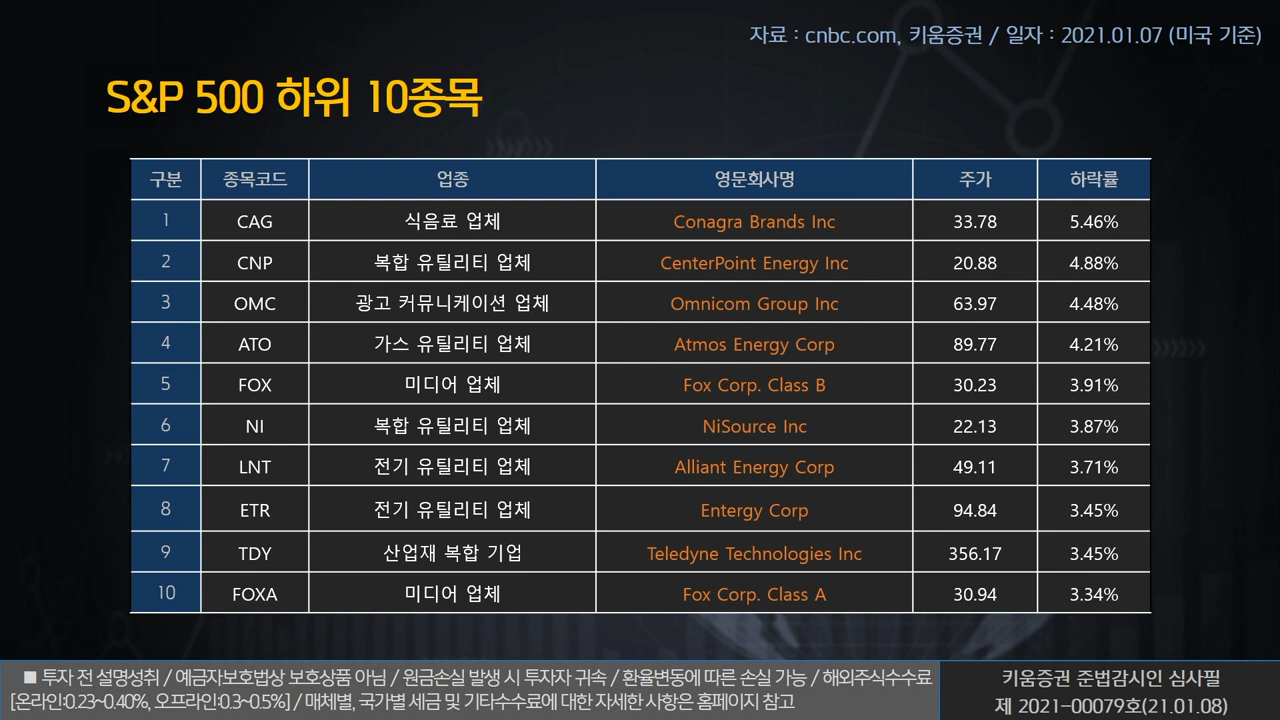 자료 : cnbc.com, 키움증권 / 일자 : 2021.01.07 (미국 기준)
S&P 500 하위 10종목
구분 종목코드 업종 영문회사명 주가 하락률
1 CAG 식음료 업체 Conagra Brands Inc 33.78 5.46%
2 CNP 복합 유틸리티 업체 CenterPoint Energy Inc 20.88 4.88%
3 OMC 광고 커뮤니케이션 업체 Omnicom Group Inc 63.97 4.48%
4 ATO 가스 유틸리티 업체 Atmos Energy Corp 89.77 4.21%
5 FOX 미디어 업체 Fox Corp. Class B 30.23 3.91%
6 NI 복합 유틸리티 업체 NiSource Inc 22.13 3.87%
7 LNT 전기 유틸리티 업체 Alliant Energy Corp 49.11 3.71%
8 ETR 전기 유틸리티 업체 Entergy Corp 94.84 3.45%
9 TDY 산업재 복합 기업 Teledyne Technologies Inc 356.17 3.45%
10 FOXA 미디어 업체 Fox Corp. Class A 30.94 3.34%
■ 투자 전 설명성취 / 예금자보호법상 보호상품 아님 / 원금손실 발생 시 투자자 귀속 / 환율변동에 따른 손실 가능 / 해외주식수수료
[온라인:0.23~0.40%, 오프라인:0.3~0.5%] / 매체별, 국가별 세금 및 기타수수료에 대한 자세한 사항은 홈페이지 참고
키움증권 준법감시인 심사필
제 2021-00079호(21.01.08)